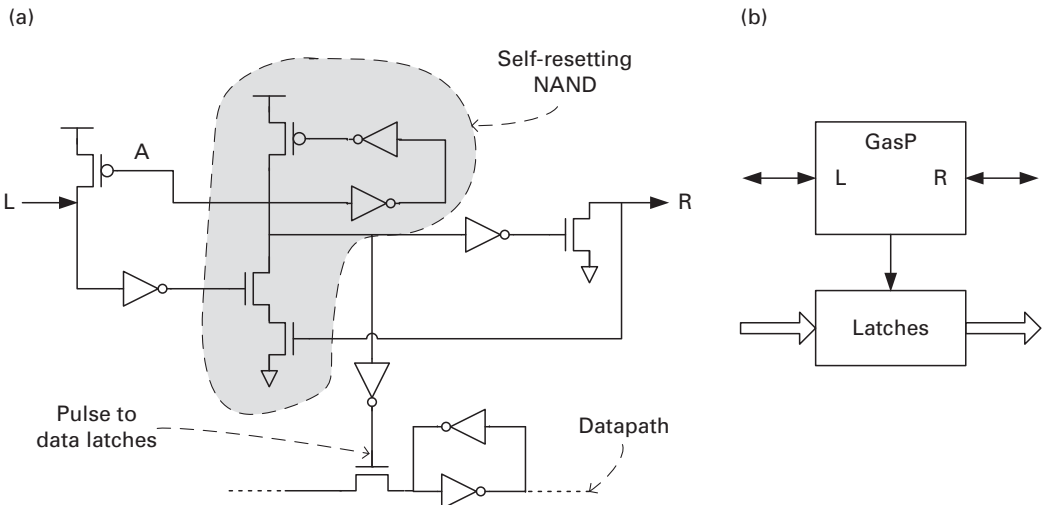 (a)
(b)
Self-resetting
NAND
A
L
R
GasP
L
R
Latches
Pulse to
data latches
Datapath